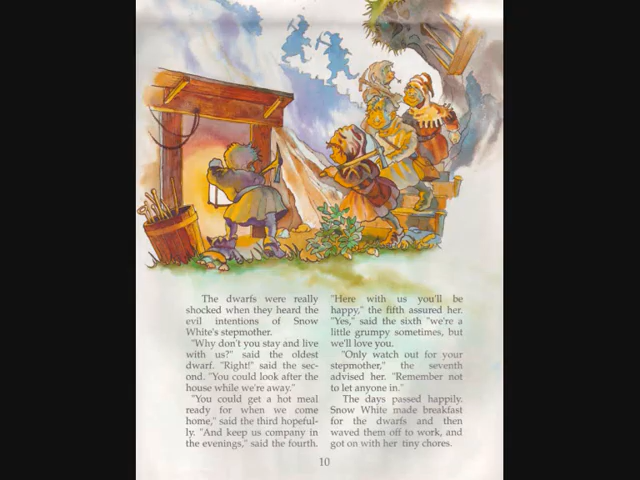 The dwarfs were really
shocked when they heard the
evil intentions of Snow
White's stepmother.
"Why don't you stay and live
with us?" said the oldest
dwarf. "Right!" said the sec-
ond. "You could look after the
house while we're away."
"You could get a hot meal
ready for when we come
home," said the third hopeful-
ly. "And keep us company in
the evenings," said the fourth.
"Here with us you'll be
happy," the fifth assured her.
"Yes," said the sixth "we're a
little grumpy sometimes, but
we'll love you.
"Only watch out for your
stepmother," the seventh
advised her. "Remember not
to let anyone in."
The days passed happily.
Snow White made breakfast
for the dwarfs and then
waved them off to work, and
got on with her tiny chores.
10